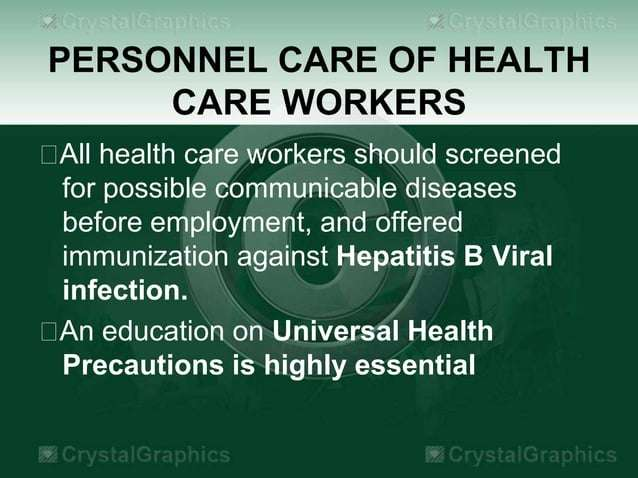 CrystalGraphics CrystalGraphics
PERSONNEL CARE OF HEALTH
CARE WORKERS
All health care workers should screened
for possible communicable diseases
before employment, and offered
immunization against Hepatitis B Viral
infection.
An education on Universal Health
Precautions is highly essential
CrystalGraphics CrystalGraphics